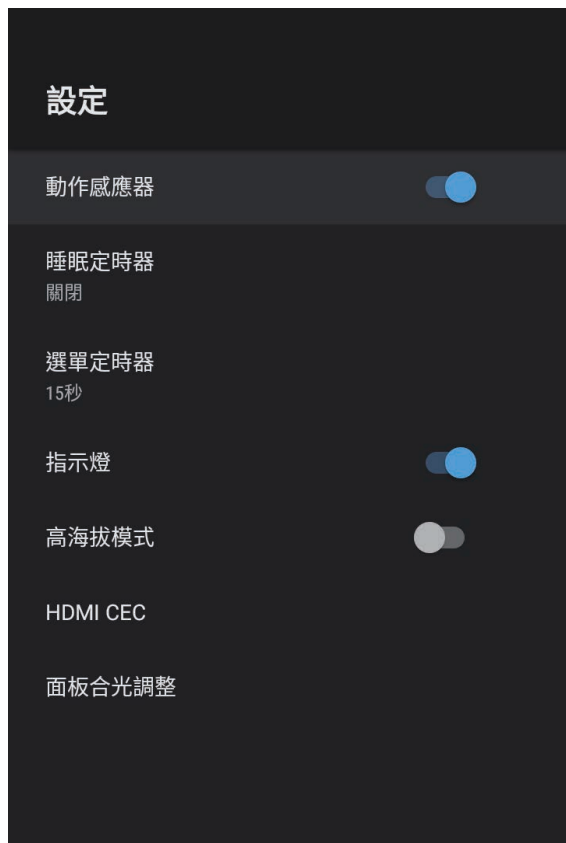 設定
動作感應器
睡眠定時器
關閉
選單定時器
15秒
指示燈
高海拔模式
HDMI CEC
面板合光調整